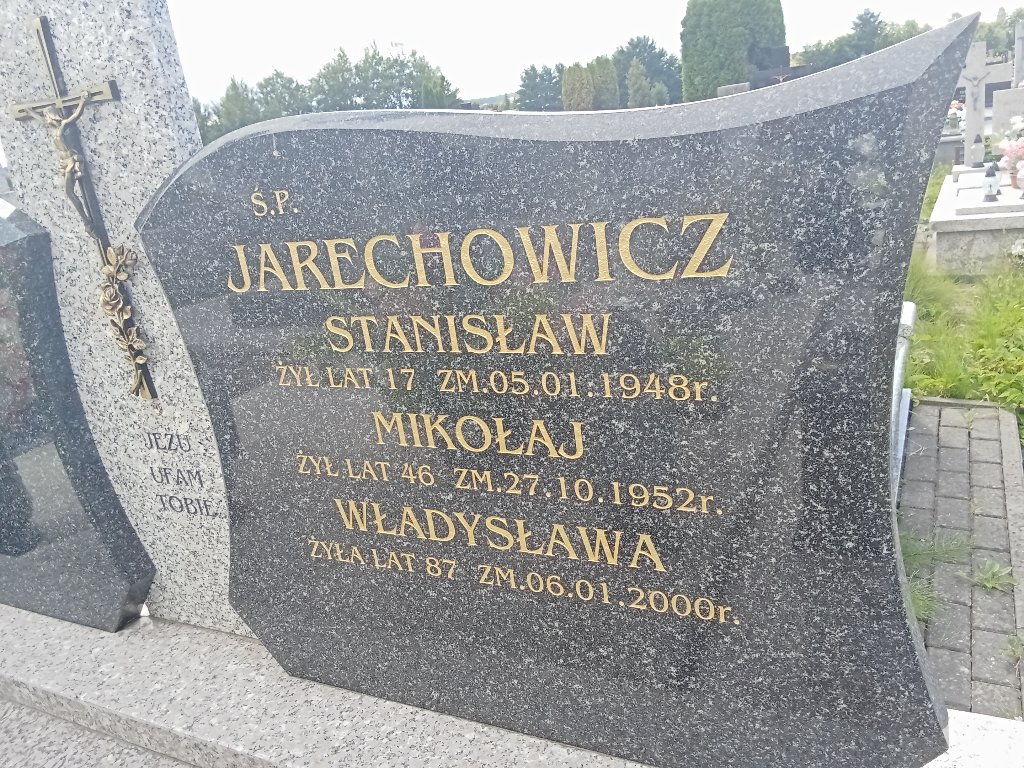 Ś.P.
JARECHOWICZ
STANISŁAW
ŻYŁ LAT 17 ZM.05.01.1948r.
MIKOŁAJ
ŻYŁ LAT 46 ZM.27.10.1952r.
WŁADYSŁAWA
ŻYŁA LAT 87 ZM.06.01.2000r.
JEZU
UFAM
TOBIE